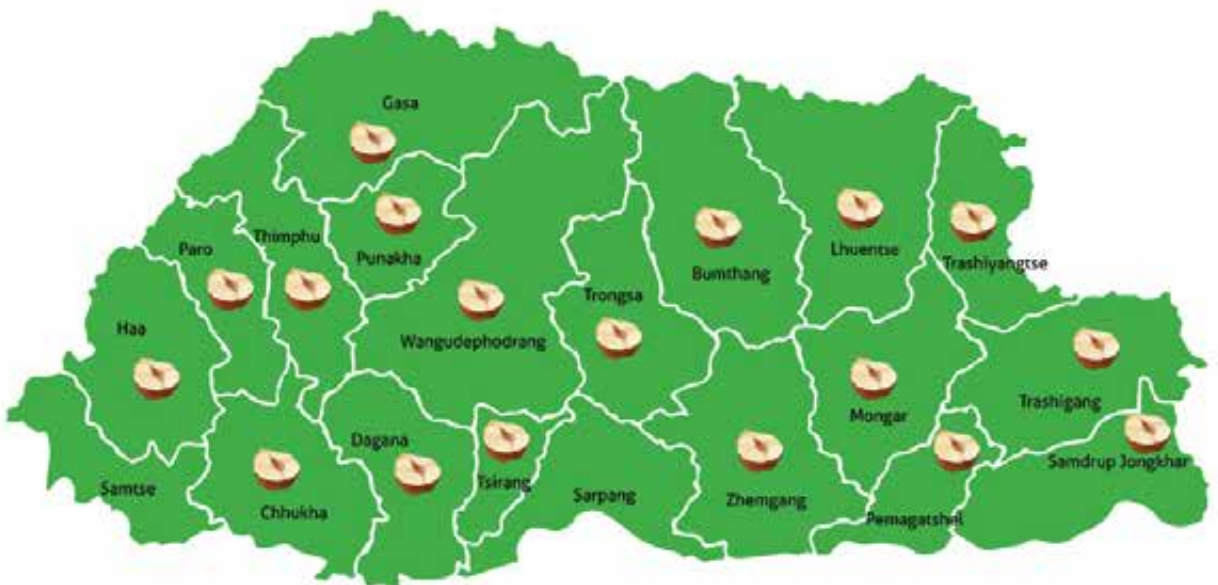 Gasa
Paro
Thimphu
Punakha
Bumthang
Lhuentse
Trashiyangtse
Haa
Wangudephodrang
Trongsa
Mongar
Trashigang
Samtse
Chhukha
Dagana
Tsirang
Sarpang
Zhemgang
Pemagatshel
Samdrup Jongkhar